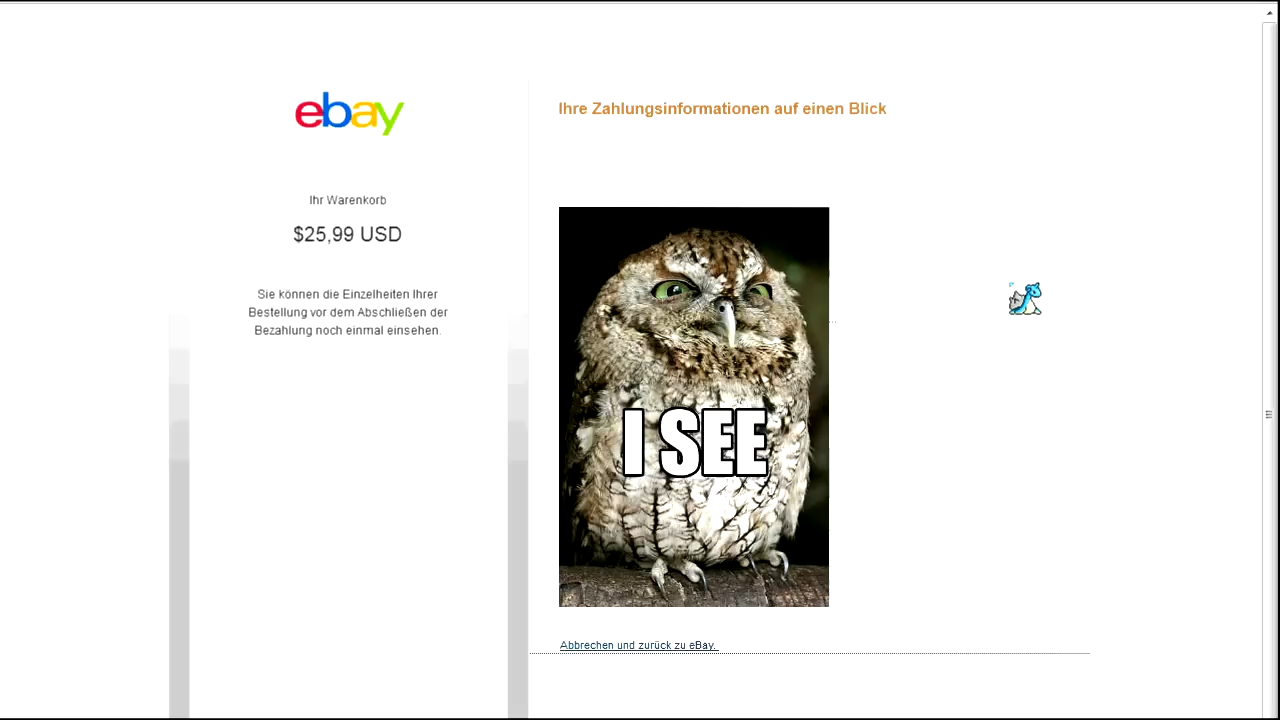 ebay
Ihr Warenkorb
$25,99 USD
Sie können die Einzelheiten Ihrer
Bestellung vor dem Abschließen der
Bezahlung noch einmal einsehen.
Ihre Zahlungsinformationen auf einen Blick
I SEE
Abbrechen und zurück zu eBay.